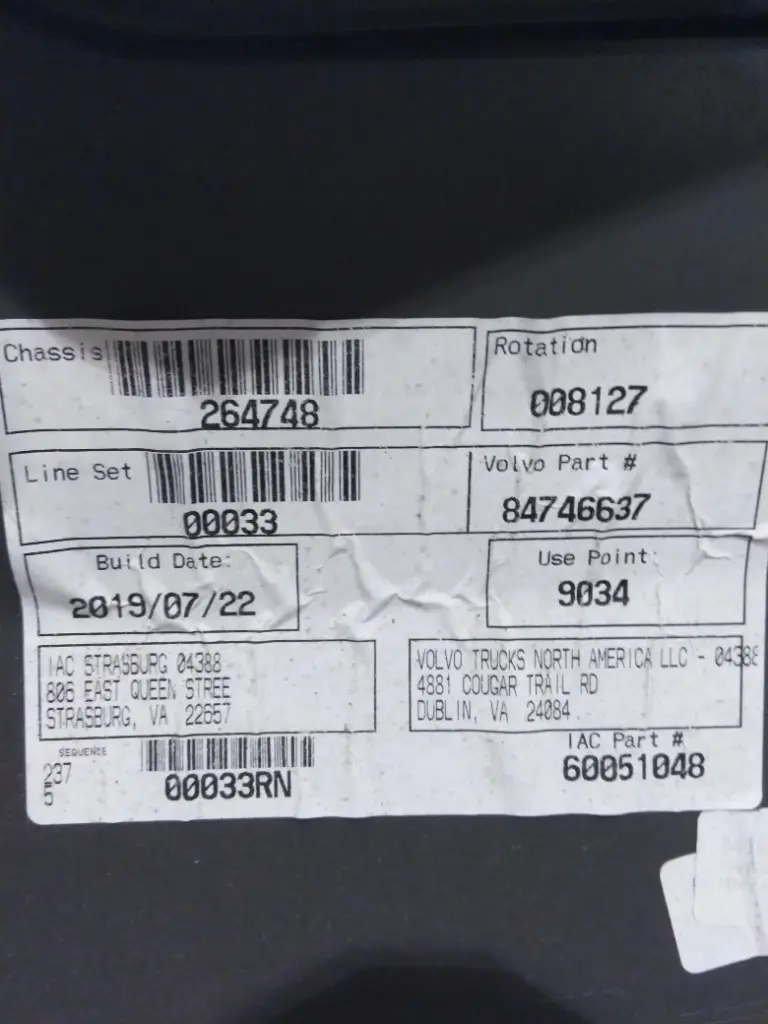 Chassis
264748
Rotation
008127
Line Set
00033
Volvo Part #
84746637
Build Date:
2019/07/22
Use Point:
9034
IAC STRASBURG 04388
806 EAST QUEEN STREE
STRASBURG, VA 22657
VOLVO TRUCKS NORTH AMERICA LLC - 04388
4881 COUGAR TRAIL RD
DUBLIN, VA 24084
SEQUENCE
237
5
00033RN
IAC Part #
60051048